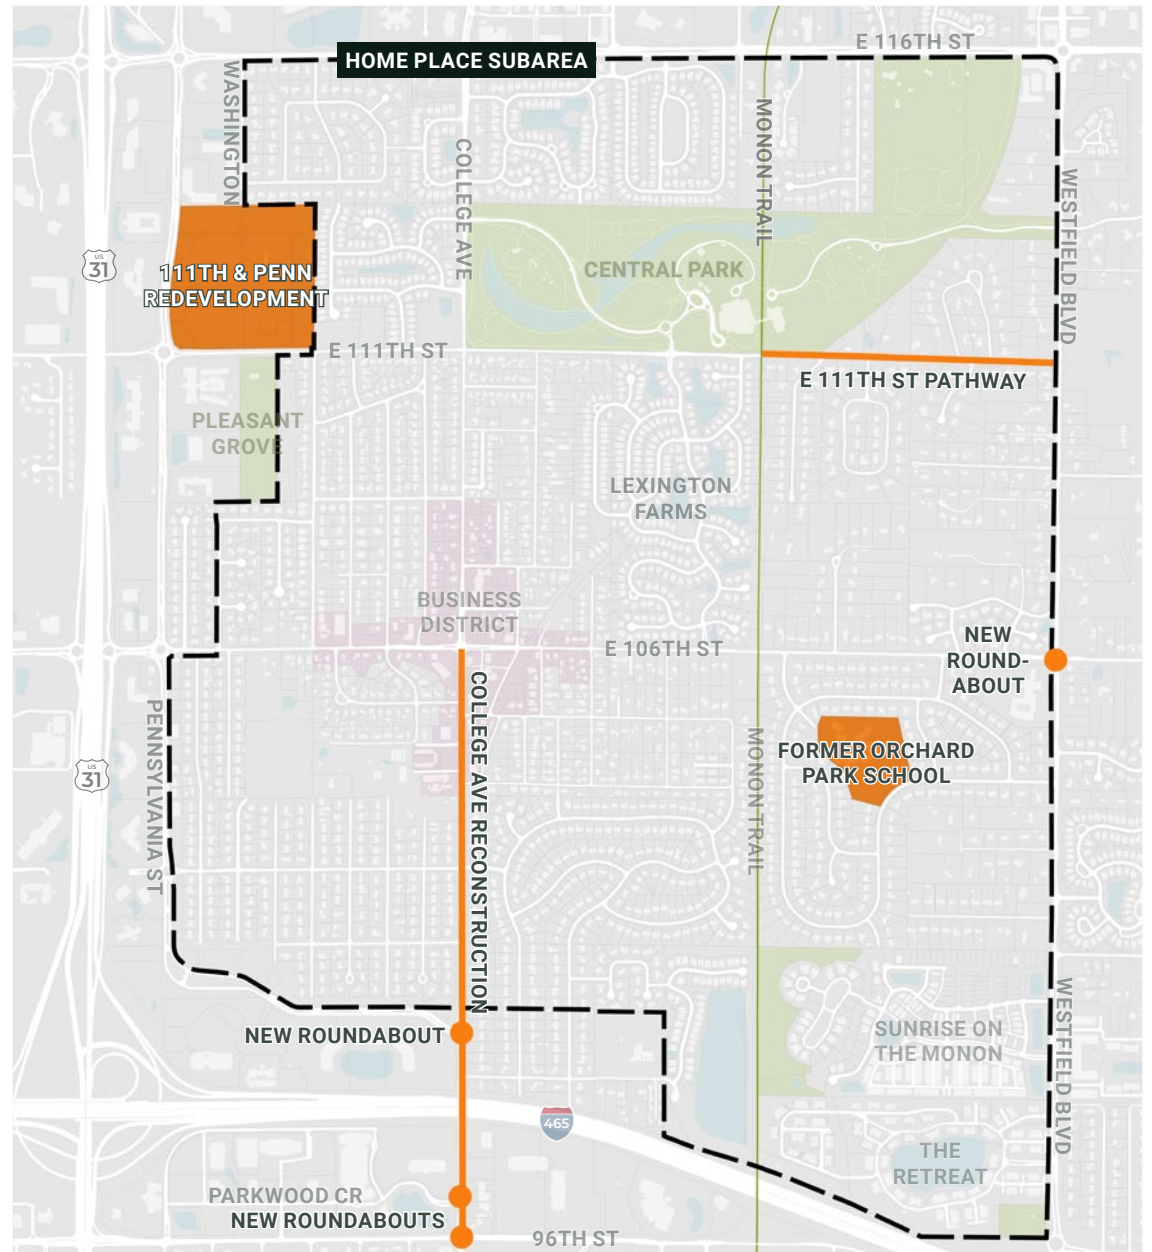 E 116TH ST
HOME PLACE SUBAREA
WASHINGTON
COLLEGE AVE
MONON TRAIL
WESTFIELD BLVD
US
31
111TH & PENN
REDEVELOPMENT
CENTRAL PARK
E 111TH ST
E 111TH ST PATHWAY
PLEASANT
GROVE
LEXINGTON
FARMS
BUSINESS
DISTRICT
E 106TH ST
NEW
ROUND-
ABOUT
COLLEGE AVE RECONSTRUCTION
PENNSYLVANIA ST
US
31
MONON TRAIL
FORMER ORCHARD
PARK SCHOOL
NEW ROUNDABOUT
SUNRISE ON
THE MONON
WESTFIELD BLVD
465
THE
RETREAT
PARKWOOD CR
NEW ROUNDABOUTS
96TH ST